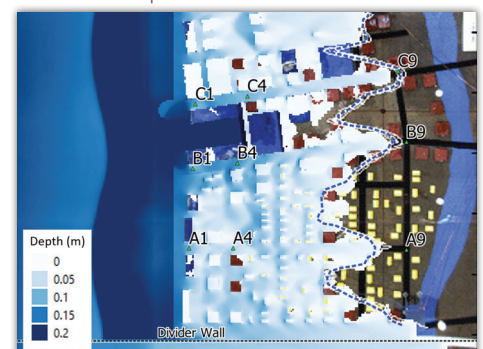 C9
C1
C4
B1
B4
B9
A1
A4
A9
Depth (m)
0
0.05
0.1
0.15
0.2
Divider Wall